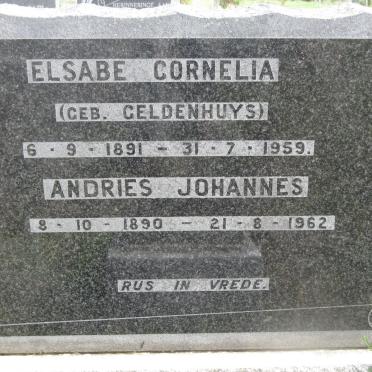 ELSABE CORNELIA
(GEB. GELDENHUYS)
6 - 9 - 1891 - 31 - 7 - 1959.
ANDRIES JOHANNES
8 - 10 - 1890 - 21 - 8 - 1962.
RUS IN VREDE.